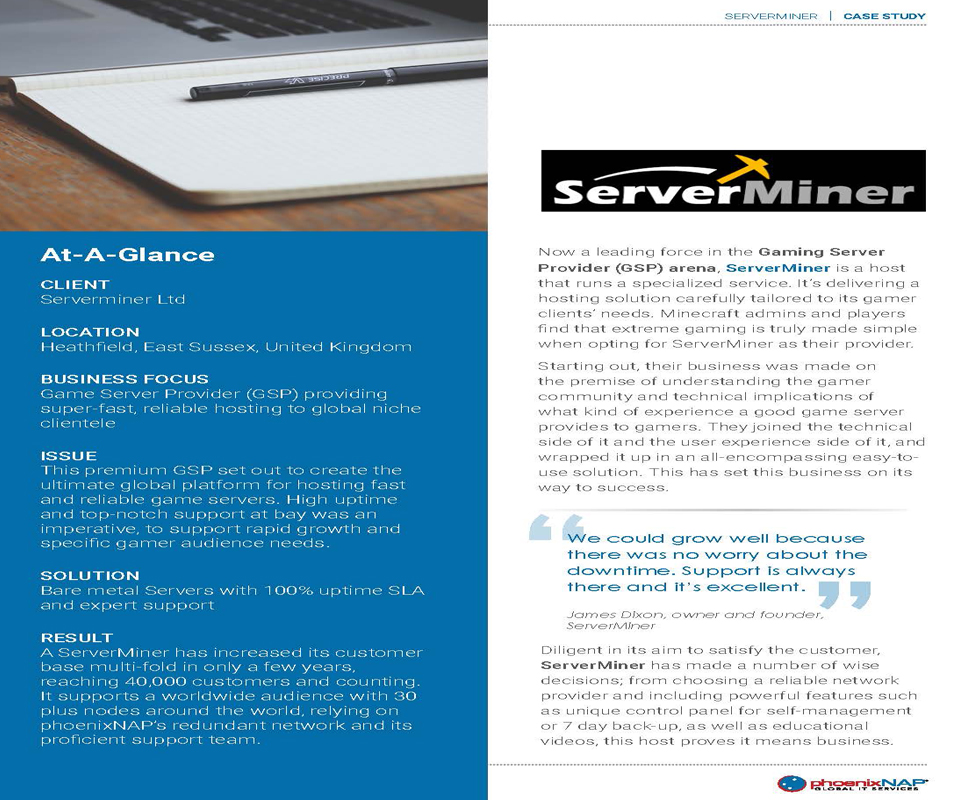 SERVERMINER | CASE STUDY
PRECISE V5
ServerMiner
At-A-Glance
CLIENT
Serverminer Ltd
LOCATION
Heathfield, East Sussex, United Kingdom
BUSINESS FOCUS
Game Server Provider (GSP) providing
super-fast, reliable hosting to global niche
clientele
ISSUE
This premium GSP set out to create the
ultimate global platform for hosting fast
and reliable game servers. High uptime
and top-notch support at bay was an
imperative, to support rapid growth and
specific gamer audience needs.
SOLUTION
Bare metal Servers with 100% uptime SLA
and expert support
RESULT
A ServerMiner has increased its customer
base multi-fold in only a few years,
reaching 40,000 customers and counting.
It supports a worldwide audience with 30
plus nodes around the world, relying on
phoenixNAP's redundant network and its
proficient support team.
Now a leading force in the Gaming Server
Provider (GSP) arena, ServerMiner is a host
that runs a specialized service. It's delivering a
hosting solution carefully tailored to its gamer
clients' needs. Minecraft admins and players
find that extreme gaming is truly made simple
when opting for ServerMiner as their provider.
Starting out, their business was made on
the premise of understanding the gamer
community and technical implications of
what kind of experience a good game server
provides to gamers. They joined the technical
side of it and the user experience side of it, and
wrapped it up in an all-encompassing easy-to-
use solution. This has set this business on its
way to success.
“We could grow well because
there was no worry about the
downtime. Support is always
there and it's excellent.”
James Dixon, owner and founder,
ServerMiner
Diligent in its aim to satisfy the customer,
ServerMiner has made a number of wise
decisions; from choosing a reliable network
provider and including powerful features such
as unique control panel for self-management
or 7 day back-up, as well as educational
videos, this host proves it means business.
phoenixNAP
GLOBAL IT SERVICES